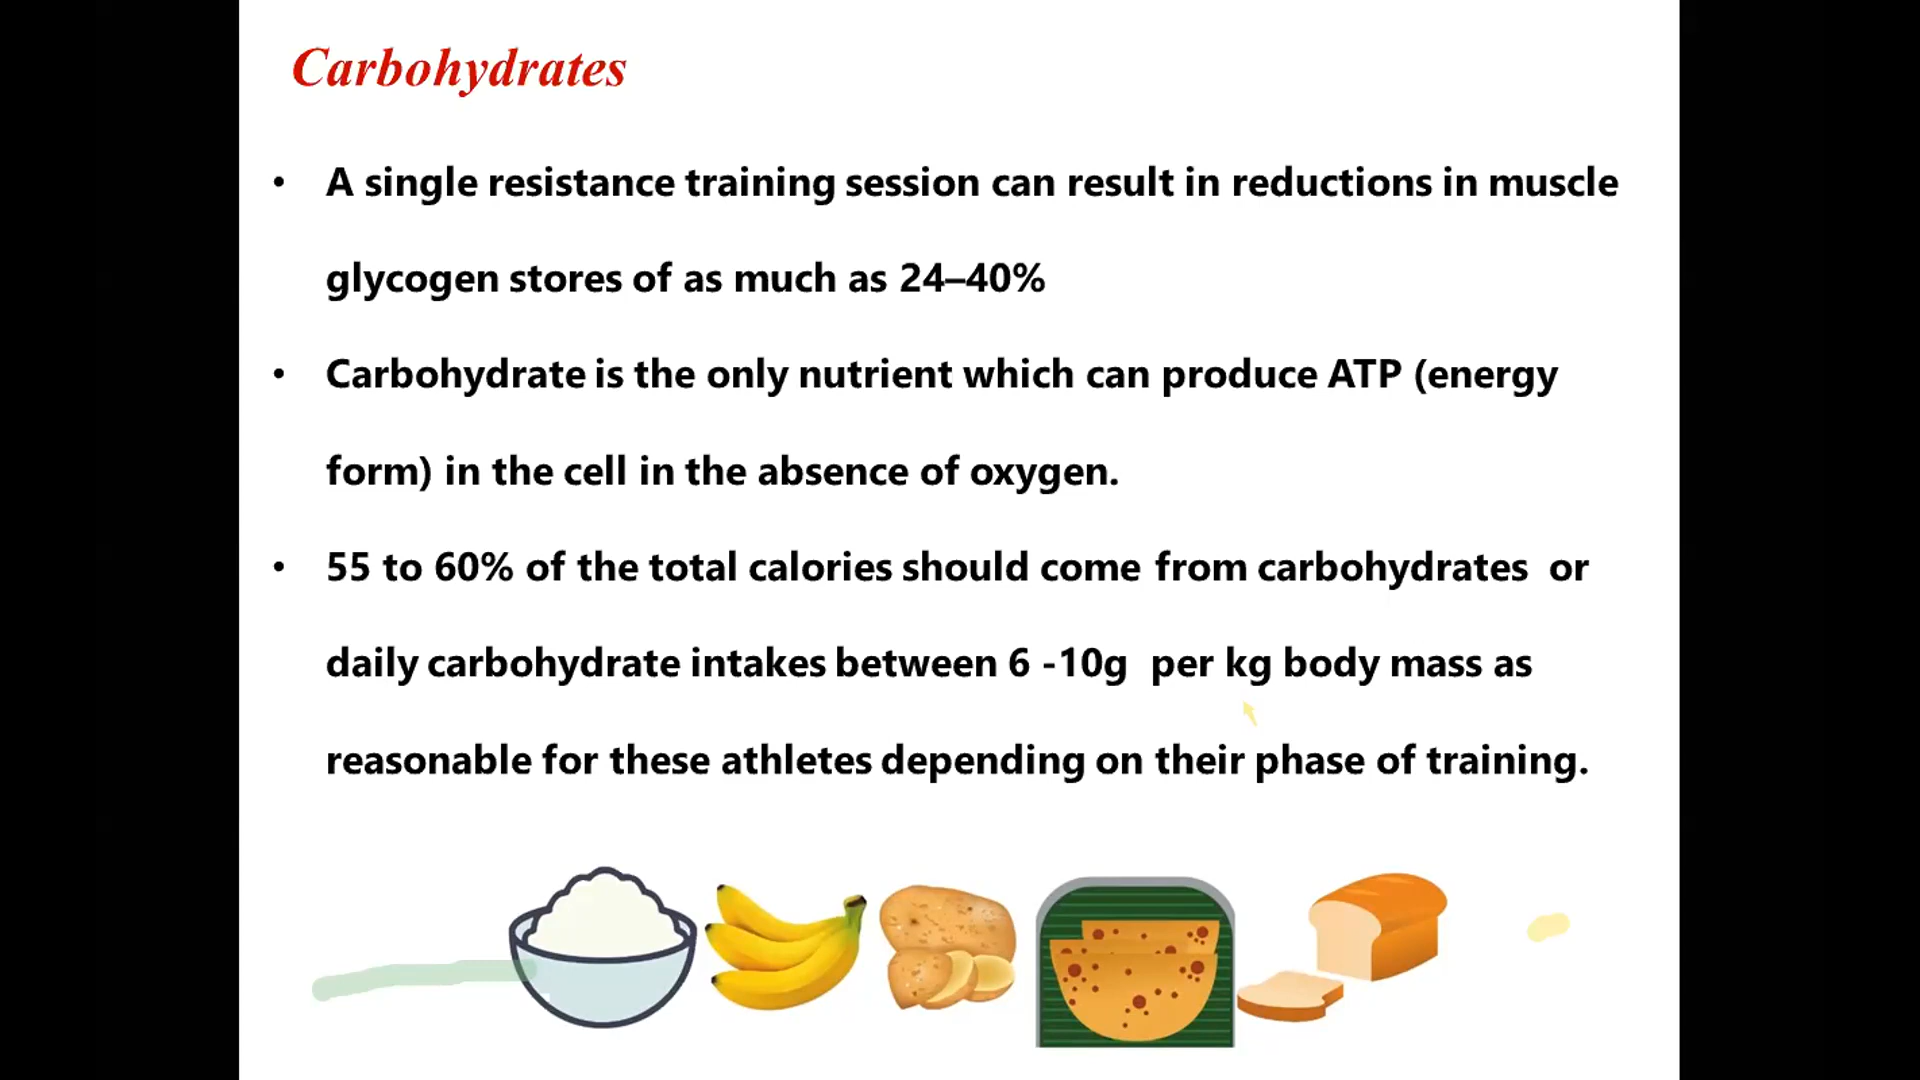 Carbohydrates
• A single resistance training session can result in reductions in muscle
glycogen stores of as much as 24–40%
• Carbohydrate is the only nutrient which can produce ATP (energy
form) in the cell in the absence of oxygen.
• 55 to 60% of the total calories should come from carbohydrates  or
daily carbohydrate intakes between 6 -10g  per kg body mass as
reasonable for these athletes depending on their phase of training.